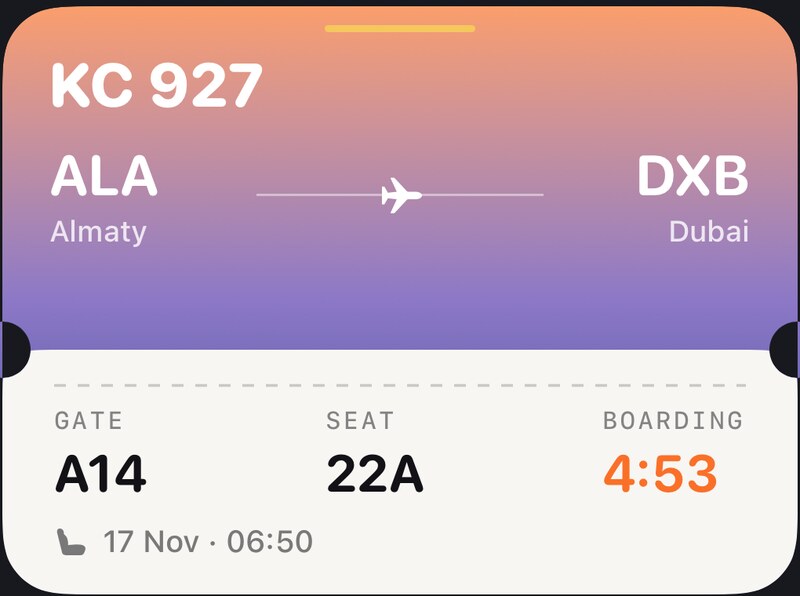 KC 927
ALA DXB
Almaty Dubai
GATE SEAT BOARDING
A14 22A 4:53
17 Nov · 06:50